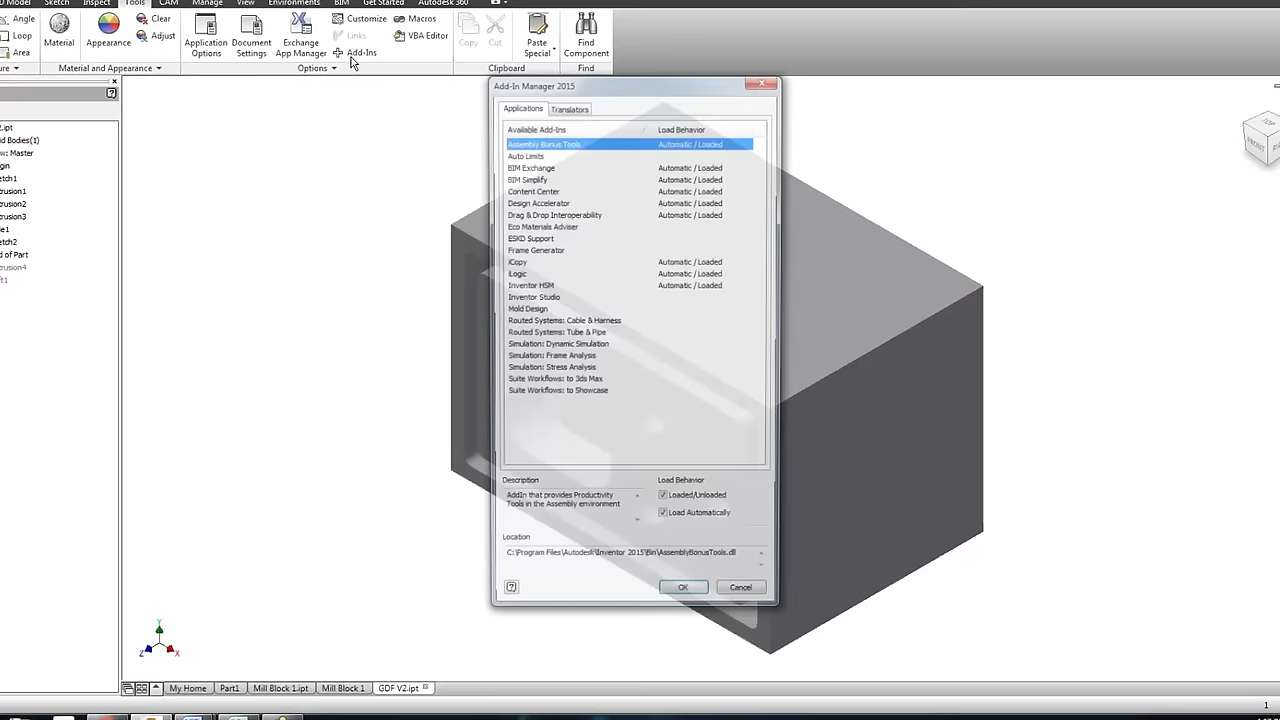 Tools CAM Manage View Environments BIM Get Started Autodesk 360
Sketch Inspect
Angle
Loop
Area
Material
Appearance
Clear
Adjust
Material and Appearance
Application Options
Document Settings
Exchange App Manager
Customize
Links
Add-Ins
Macros
VBA Editor
Options
Copy
Cut
Paste Special
Clipboard
Find Component
Find
Add-In Manager 2015
Applications Translators
Available Add-Ins Load Behavior
Assembly Bonus Tools Automatic / Loaded
Auto Limits
BIM Exchange Automatic / Loaded
BIM Simplify Automatic / Loaded
Content Center Automatic / Loaded
Design Accelerator Automatic / Loaded
Drag & Drop Interoperability Automatic / Loaded
Eco Materials Adviser
ESKD Support
Frame Generator
iCopy Automatic / Loaded
iLogic Automatic / Loaded
Inventor HSM Automatic / Loaded
Inventor Studio
Mold Design
Routed Systems: Cable & Harness
Routed Systems: Tube & Pipe
Simulation: Dynamic Simulation
Simulation: Frame Analysis
Simulation: Stress Analysis
Suite Workflows: to 3ds Max
Suite Workflows: to Showcase
Description Load Behavior
AddIn that provides Productivity
Tools in the Assembly environment
Loaded/Unloaded
Load Automatically
Location
C:\Program Files\Autodesk\Inventor 2015\Bin\AssemblyBonusTools.dll
OK Cancel
2.ipt
id Bodies(1)
w: Master
igin
etch1
trusion1
trusion2
trusion3
de1
etch2
d of Part
trusion4
ft1
TOP
FRONT
Y
Z X
My Home Part1 Mill Block 1.ipt Mill Block 1 GDF V2.ipt
1